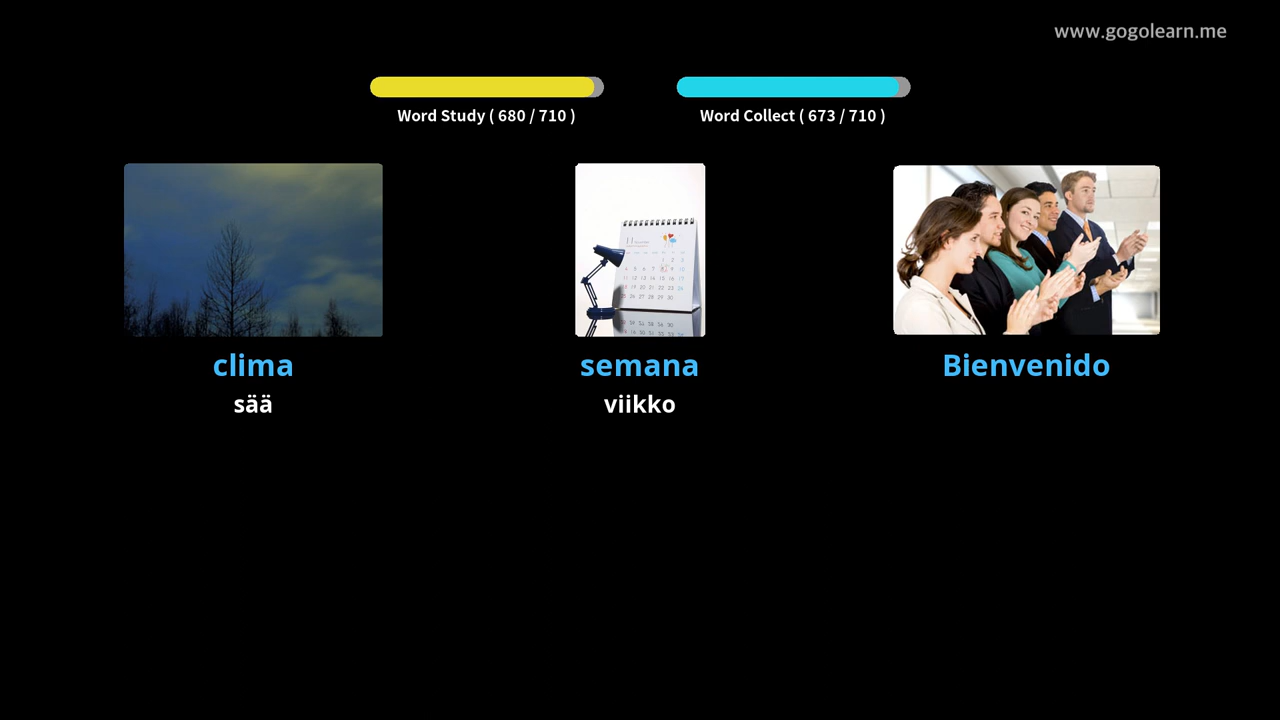 www.gogolearn.me
Word Study ( 680 / 710 )
Word Collect ( 673 / 710 )
clima
semana
Bienvenido
sää
viikko